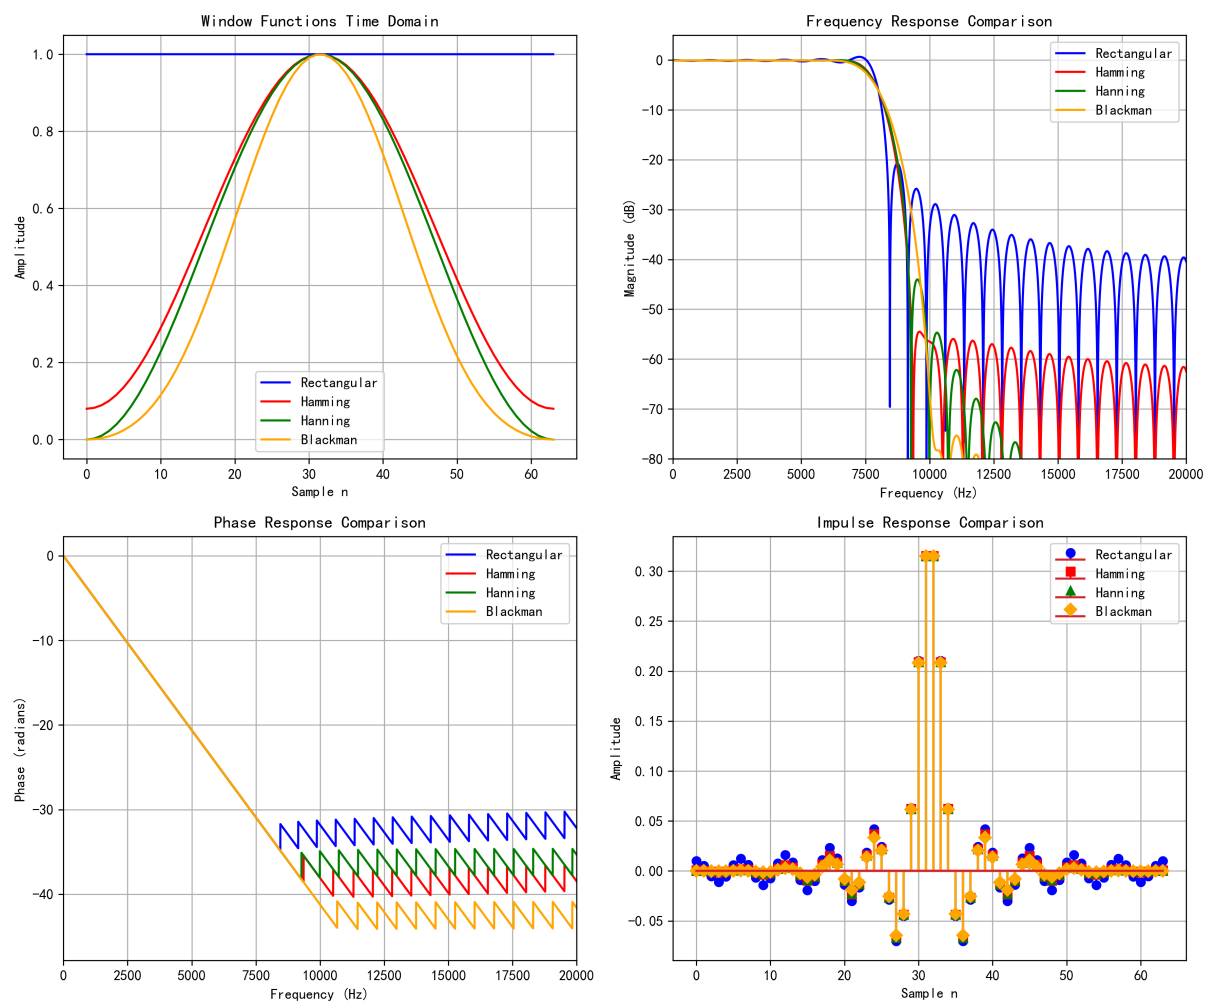 Window Functions Time Domain
Amplitude
1.0
0.8
0.6
0.4
0.2
0.0
Rectangular
Hamming
Hanning
Blackman
0 10 20 30 40 50 60
Sample n
Frequency Response Comparison
Magnitude (dB)
0
−10
−20
−30
−40
−50
−60
−70
−80
Rectangular
Hamming
Hanning
Blackman
0 2500 5000 7500 10000 12500 15000 17500 20000
Frequency (Hz)
Phase Response Comparison
Phase (radians)
0
−10
−20
−30
−40
Rectangular
Hamming
Hanning
Blackman
0 2500 5000 7500 10000 12500 15000 17500 20000
Frequency (Hz)
Impulse Response Comparison
Amplitude
0.30
0.25
0.20
0.15
0.10
0.05
0.00
−0.05
Rectangular
Hamming
Hanning
Blackman
0 10 20 30 40 50 60
Sample n